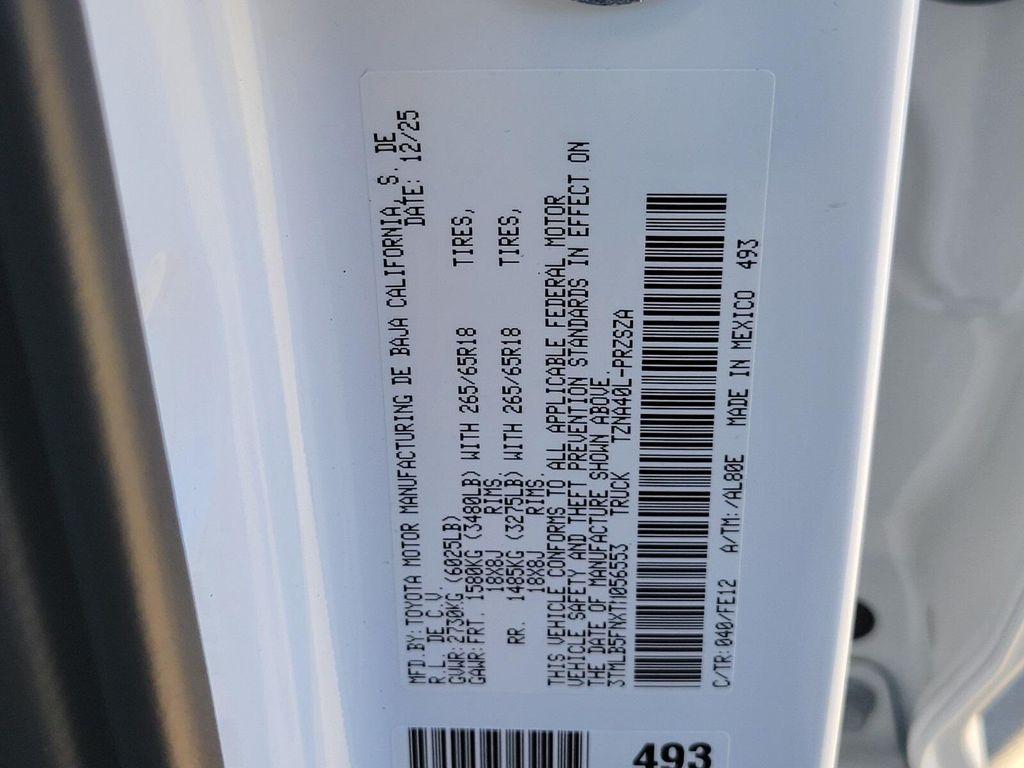 MFD BY: TOYOTA MOTOR MANUFACTURING DE BAJA CALIFORNIA, S. DE
R. L. DE C.V. DATE: 12/25
GVWR: 2730KG (6025LB)
GAWR: FRT. 1580KG (3480LB) WITH 265/65R18 TIRES,
18X8J RIMS.
RR. 1485KG (3275LB) WITH 265/65R18 TIRES,
18X8J RIMS.
THIS VEHICLE CONFORMS TO ALL APPLICABLE FEDERAL MOTOR
VEHICLE SAFETY AND THEFT PREVENTION STANDARDS IN EFFECT ON
THE DATE OF MANUFACTURE SHOWN ABOVE.
3TMLB5FNXTM056553 TRUCK TZNA40L-PRZSZA
C/TR: 040/FE12 A/TM: /AL80E MADE IN MEXICO 493
493